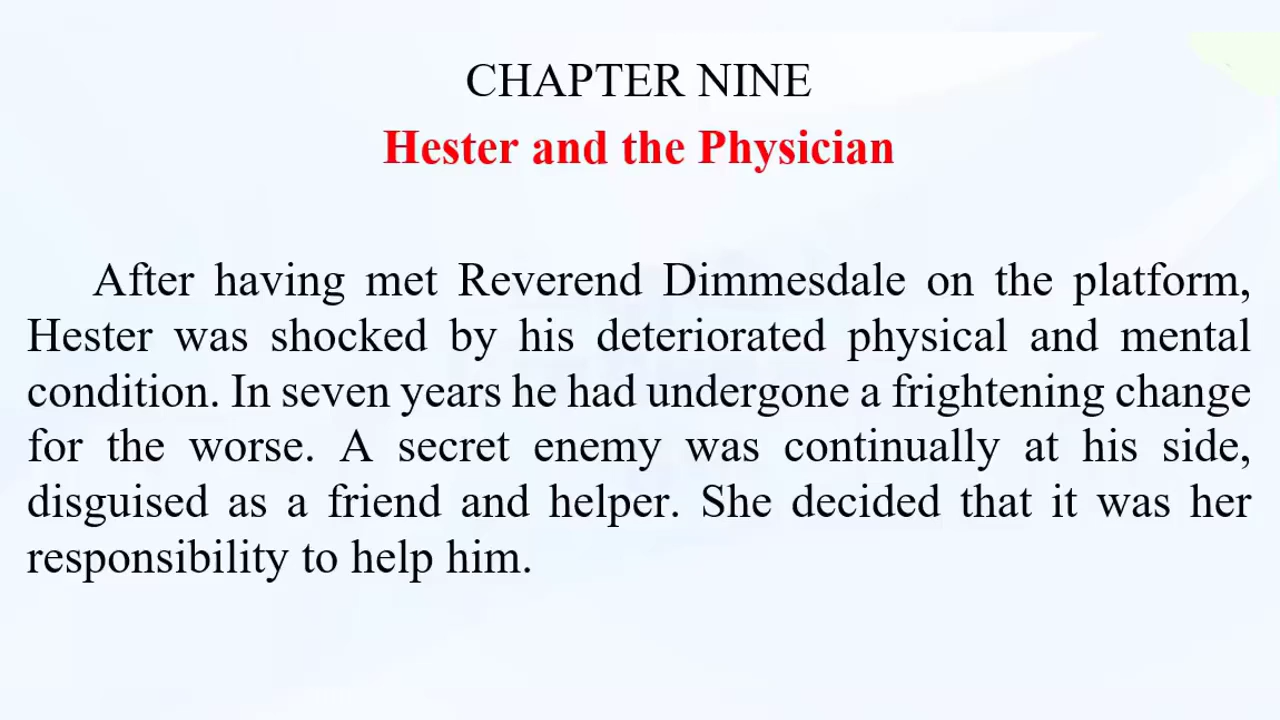 CHAPTER NINE
Hester and the Physician
After having met Reverend Dimmesdale on the platform,
Hester was shocked by his deteriorated physical and mental
condition. In seven years he had undergone a frightening change
for the worse. A secret enemy was continually at his side,
disguised as a friend and helper. She decided that it was her
responsibility to help him.